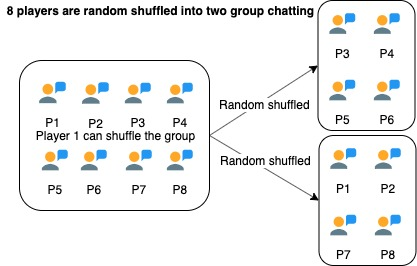 8 players are random shuffled into two group chatting
P1 P2 P3 P4
Player 1 can shuffle the group
P5 P6 P7 P8
Random shuffled
Random shuffled
P3 P4
P5 P6
P1 P2
P7 P8